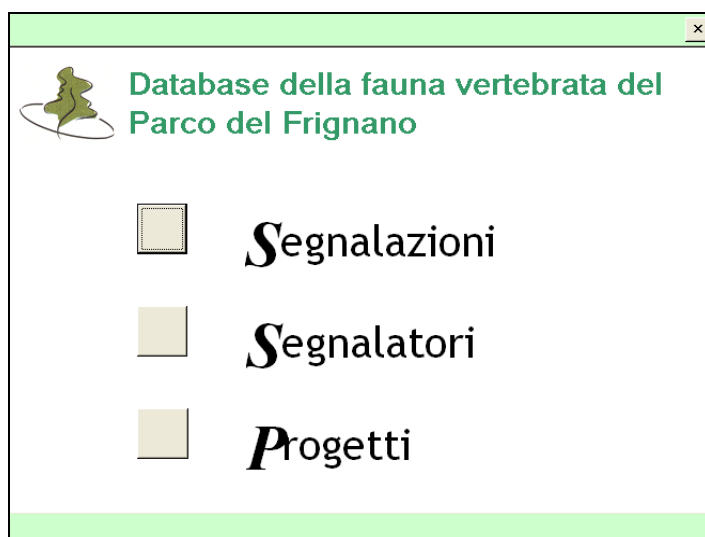 Database della fauna vertebrata del
Parco del Frignano
Segnalazioni
Segnalatori
Progetti